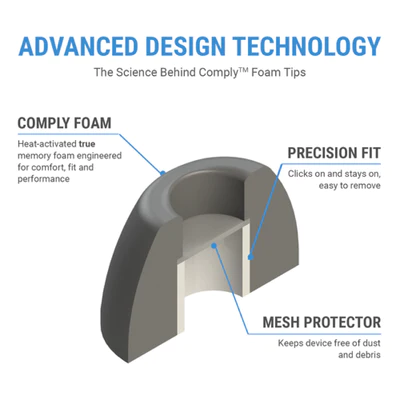 ADVANCED DESIGN TECHNOLOGY
The Science Behind Comply™ Foam Tips
COMPLY FOAM
Heat-activated true
memory foam engineered
for comfort, fit and
performance
PRECISION FIT
Clicks on and stays on,
easy to remove
MESH PROTECTOR
Keeps device free of dust
and debris